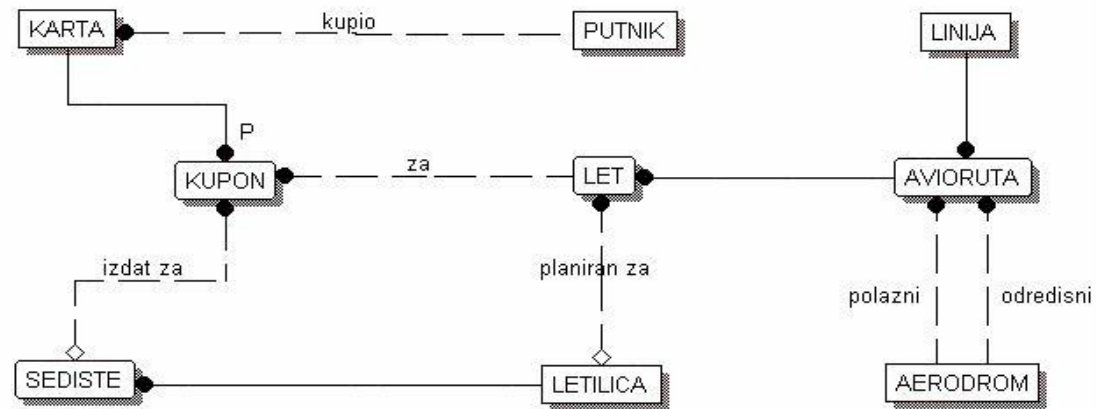 KARTA
kupio
PUTNIK
LINIJA
P
KUPON
za
LET
AVIORUTA
izdat za
planiran za
polazni
odredisni
SEDISTE
LETILICA
AERODROM